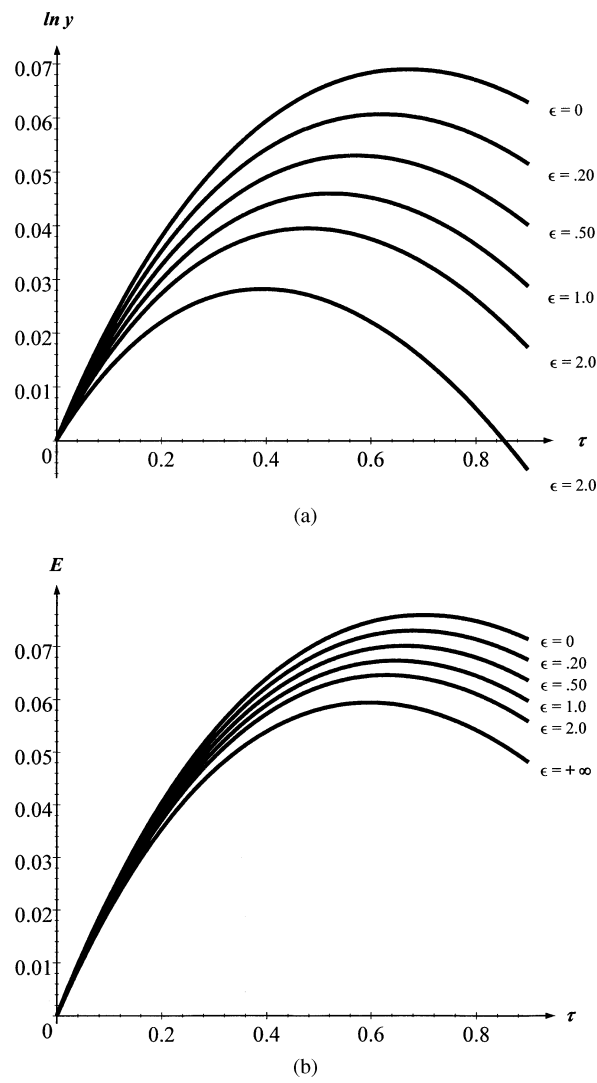 ln y
0.07
0.06
0.05
0.04
0.03
0.02
0.01
0
0.2
0.4
0.6
0.8
τ
ϵ = 0
ϵ = .20
ϵ = .50
ϵ = 1.0
ϵ = 2.0
ϵ = 2.0
(a)
E
0.07
0.06
0.05
0.04
0.03
0.02
0.01
0
0.2
0.4
0.6
0.8
τ
ϵ = 0
ϵ = .20
ϵ = .50
ϵ = 1.0
ϵ = 2.0
ϵ = + ∞
(b)